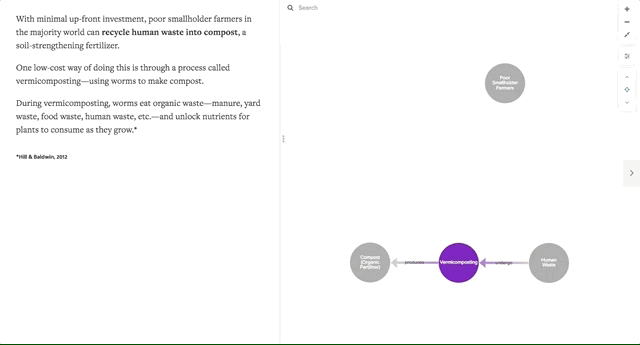 With minimal up-front investment, poor smallholder farmers in
the majority world can recycle human waste into compost, a
soil-strengthening fertilizer.
One low-cost way of doing this is through a process called
vermicomposting—using worms to make compost.
During vermicomposting, worms eat organic waste—manure, yard
waste, food waste, human waste, etc.—and unlock nutrients for
plants to consume as they grow.*
*Hill & Baldwin, 2012
Search
Poor
Smallholder
Farmers
Compost
(Organic
Fertilizer)
produces
Vermicomposting
undergo
Human
Waste